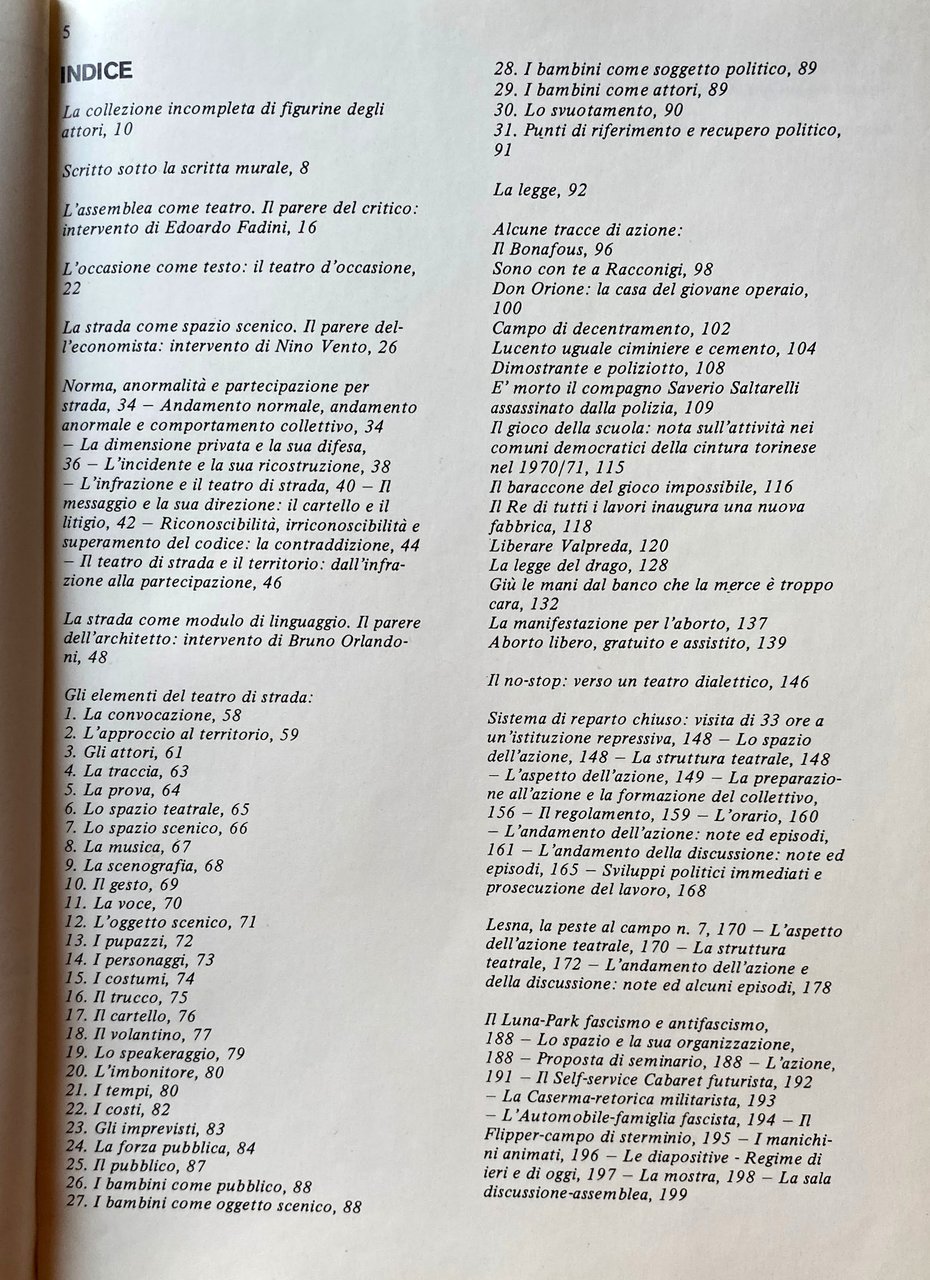 5
INDICE
La collezione incompleta di figurine degli
attori, 10
Scritto sotto la scritta murale, 8
L'assemblea come teatro. Il parere del critico:
intervento di Edoardo Fadini, 16
L'occasione come testo: il teatro d'occasione,
22
La strada come spazio scenico. Il parere del-
l'economista: intervento di Nino Vento, 26
Norma, anormalità e partecipazione per
strada, 34 – Andamento normale, andamento
anormale e comportamento collettivo, 34
– La dimensione privata e la sua difesa,
36 – L'incidente e la sua ricostruzione, 38
– L'infrazione e il teatro di strada, 40 – Il
messaggio e la sua direzione: il cartello e il
litigio, 42 – Riconoscibilità, irriconoscibilità e
superamento del codice: la contraddizione, 44
– Il teatro di strada e il territorio: dall'infra-
zione alla partecipazione, 46
La strada come modulo di linguaggio. Il parere
dell'architetto: intervento di Bruno Orlando-
ni, 48
Gli elementi del teatro di strada:
1. La convocazione, 58
2. L'approccio al territorio, 59
3. Gli attori, 61
4. La traccia, 63
5. La prova, 64
6. Lo spazio teatrale, 65
7. Lo spazio scenico, 66
8. La musica, 67
9. La scenografia, 68
10. Il gesto, 69
11. La voce, 70
12. L'oggetto scenico, 71
13. I pupazzi, 72
14. I personaggi, 73
15. I costumi, 74
16. Il trucco, 75
17. Il cartello, 76
18. Il volantino, 77
19. Lo speakeraggio, 79
20. L'imbonitore, 80
21. I tempi, 80
22. I costi, 82
23. Gli imprevisti, 83
24. La forza pubblica, 84
25. Il pubblico, 87
26. I bambini come pubblico, 88
27. I bambini come oggetto scenico, 88
28. I bambini come soggetto politico, 89
29. I bambini come attori, 89
30. Lo svuotamento, 90
31. Punti di riferimento e recupero politico,
91
La legge, 92
Alcune tracce di azione:
Il Bonafous, 96
Sono con te a Racconigi, 98
Don Orione: la casa del giovane operaio,
100
Campo di decentramento, 102
Lucento uguale ciminiere e cemento, 104
Dimostrante e poliziotto, 108
E' morto il compagno Saverio Saltarelli
assassinato dalla polizia, 109
Il gioco della scuola: nota sull'attività nei
comuni democratici della cintura torinese
nel 1970/71, 115
Il baraccone del gioco impossibile, 116
Il Re di tutti i lavori inaugura una nuova
fabbrica, 118
Liberare Valpreda, 120
La legge del drago, 128
Giù le mani dal banco che la merce è troppo
cara, 132
La manifestazione per l'aborto, 137
Aborto libero, gratuito e assistito, 139
Il no-stop: verso un teatro dialettico, 146
Sistema di reparto chiuso: visita di 33 ore a
un'istituzione repressiva, 148 – Lo spazio
dell'azione, 148 – La struttura teatrale, 148
– L'aspetto dell'azione, 149 – La preparazio-
ne all'azione e la formazione del collettivo,
156 – Il regolamento, 159 – L'orario, 160
– L'andamento dell'azione: note ed episodi,
161 – L'andamento della discussione: note ed
episodi, 165 – Sviluppi politici immediati e
prosecuzione del lavoro, 168
Lesna, la peste al campo n. 7, 170 – L'aspetto
dell'azione teatrale, 170 – La struttura
teatrale, 172 – L'andamento dell'azione e
della discussione: note ed alcuni episodi, 178
Il Luna-Park fascismo e antifascismo,
188 – Lo spazio e la sua organizzazione,
188 – Proposta di seminario, 188 – L'azione,
191 – Il Self-service Cabaret futurista, 192
– La Caserma-retorica militarista, 193
– L'Automobile-famiglia fascista, 194 – Il
Flipper-campo di sterminio, 195 – I manichi-
ni animati, 196 – Le diapositive - Regime di
ieri e di oggi, 197 – La mostra, 198 – La sala
discussione-assemblea, 199